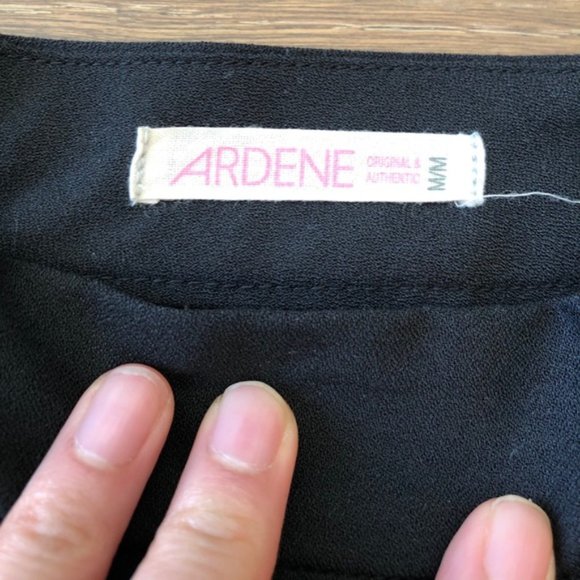 ARDENE
ORIGINAL &
AUTHENTIC
M/M